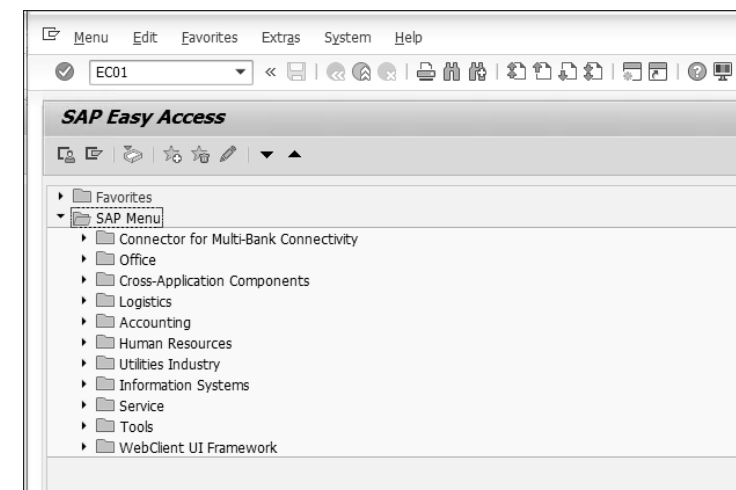 Menu Edit Favorites Extras System Help
EC01
SAP Easy Access
Favorites
SAP Menu
Connector for Multi-Bank Connectivity
Office
Cross-Application Components
Logistics
Accounting
Human Resources
Utilities Industry
Information Systems
Service
Tools
WebClient UI Framework